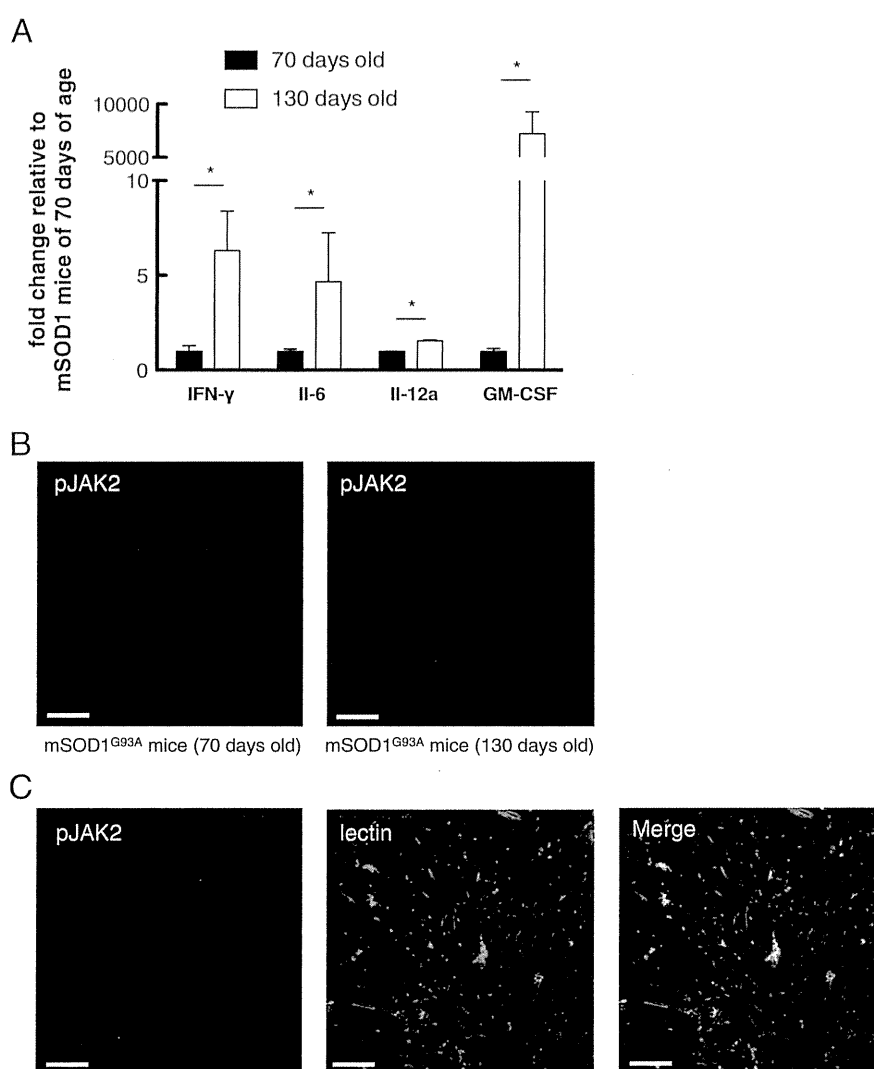 A
70 days old
130 days old
fold change relative to
mSOD1 mice of 70 days of age
10000
5000
10
5
0
*
*
*
*
IFN-γ Il-6 Il-12a GM-CSF
B
pJAK2 pJAK2
mSOD1G93A mice (70 days old) mSOD1G93A mice (130 days old)
C
pJAK2 lectin Merge